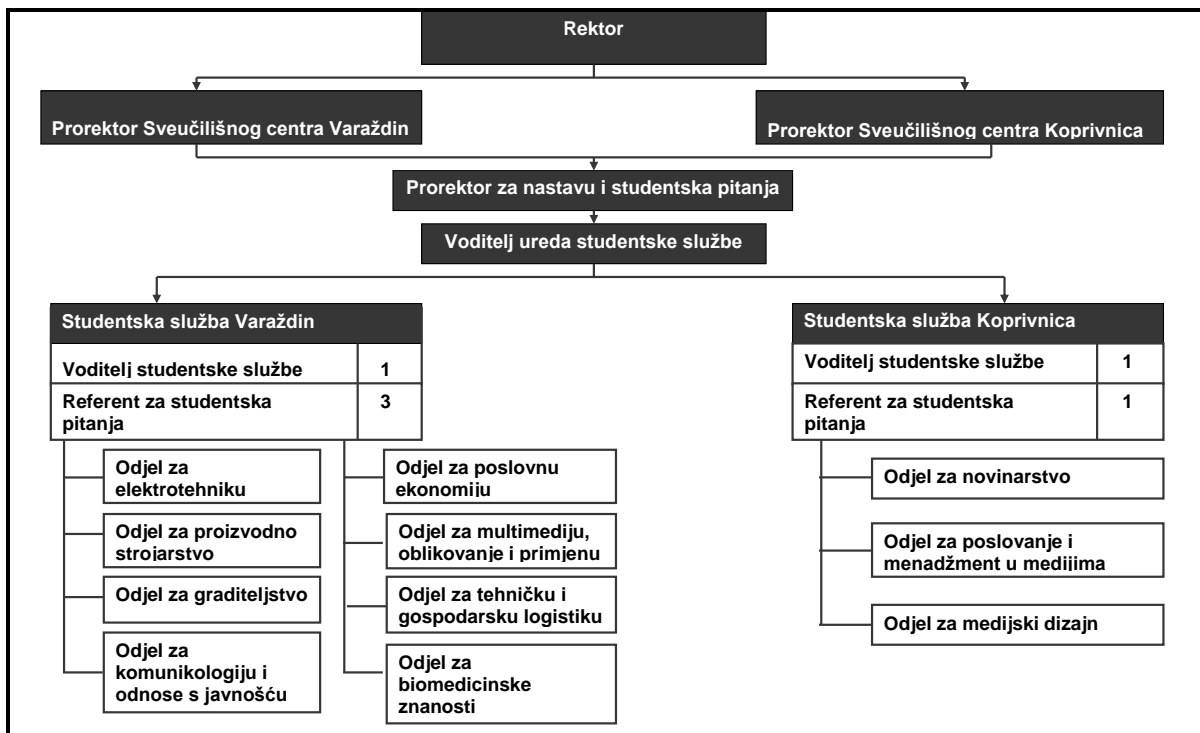 Rektor
Prorektor Sveučilišnog centra Varaždin
Prorektor Sveučilišnog centra Koprivnica
Prorektor za nastavu i studentska pitanja
Voditelj ureda studentske službe
Studentska služba Varaždin
Voditelj studentske službe 1
Referent za studentska 3
pitanja
Odjel za
elektrotehniku
Odjel za proizvodno
strojarstvo
Odjel za graditeljstvo
Odjel za
komunikologiju i
odnose s javnošću
Odjel za poslovnu
ekonomiju
Odjel za multimediju,
oblikovanje i primjenu
Odjel za tehničku i
gospodarsku logistiku
Odjel za
biomedicinske
znanosti
Studentska služba Koprivnica
Voditelj studentske službe 1
Referent za studentska 1
pitanja
Odjel za novinarstvo
Odjel za poslovanje i
menadžment u medijima
Odjel za medijski dizajn